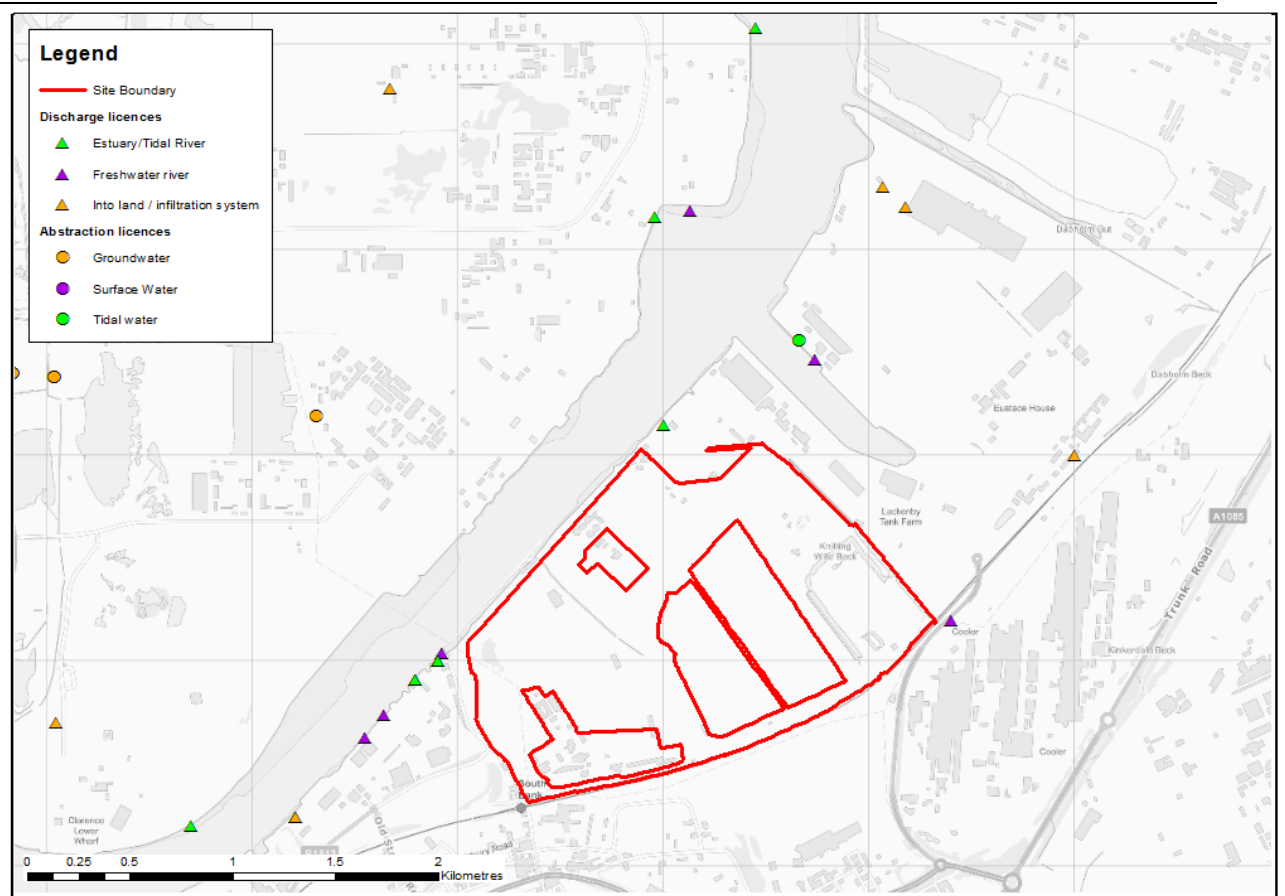 Legend
Site Boundary
Discharge licences
Estuary/Tidal River
Freshwater river
Into land / infiltration system
Abstraction licences
Groundwater
Surface Water
Tidal water
Dabholm Gut
Dabholm Beck
Eustace House
A1085
Lackenby
Tank Farm
Knitting
Wife Beck
Trunk Road
Cooler
Kinkerdale Beck
Cooler
South
Bank
Clarence
Lower
Wharf
Road
0 0.25 0.5 1 1.5 2
Kilometres